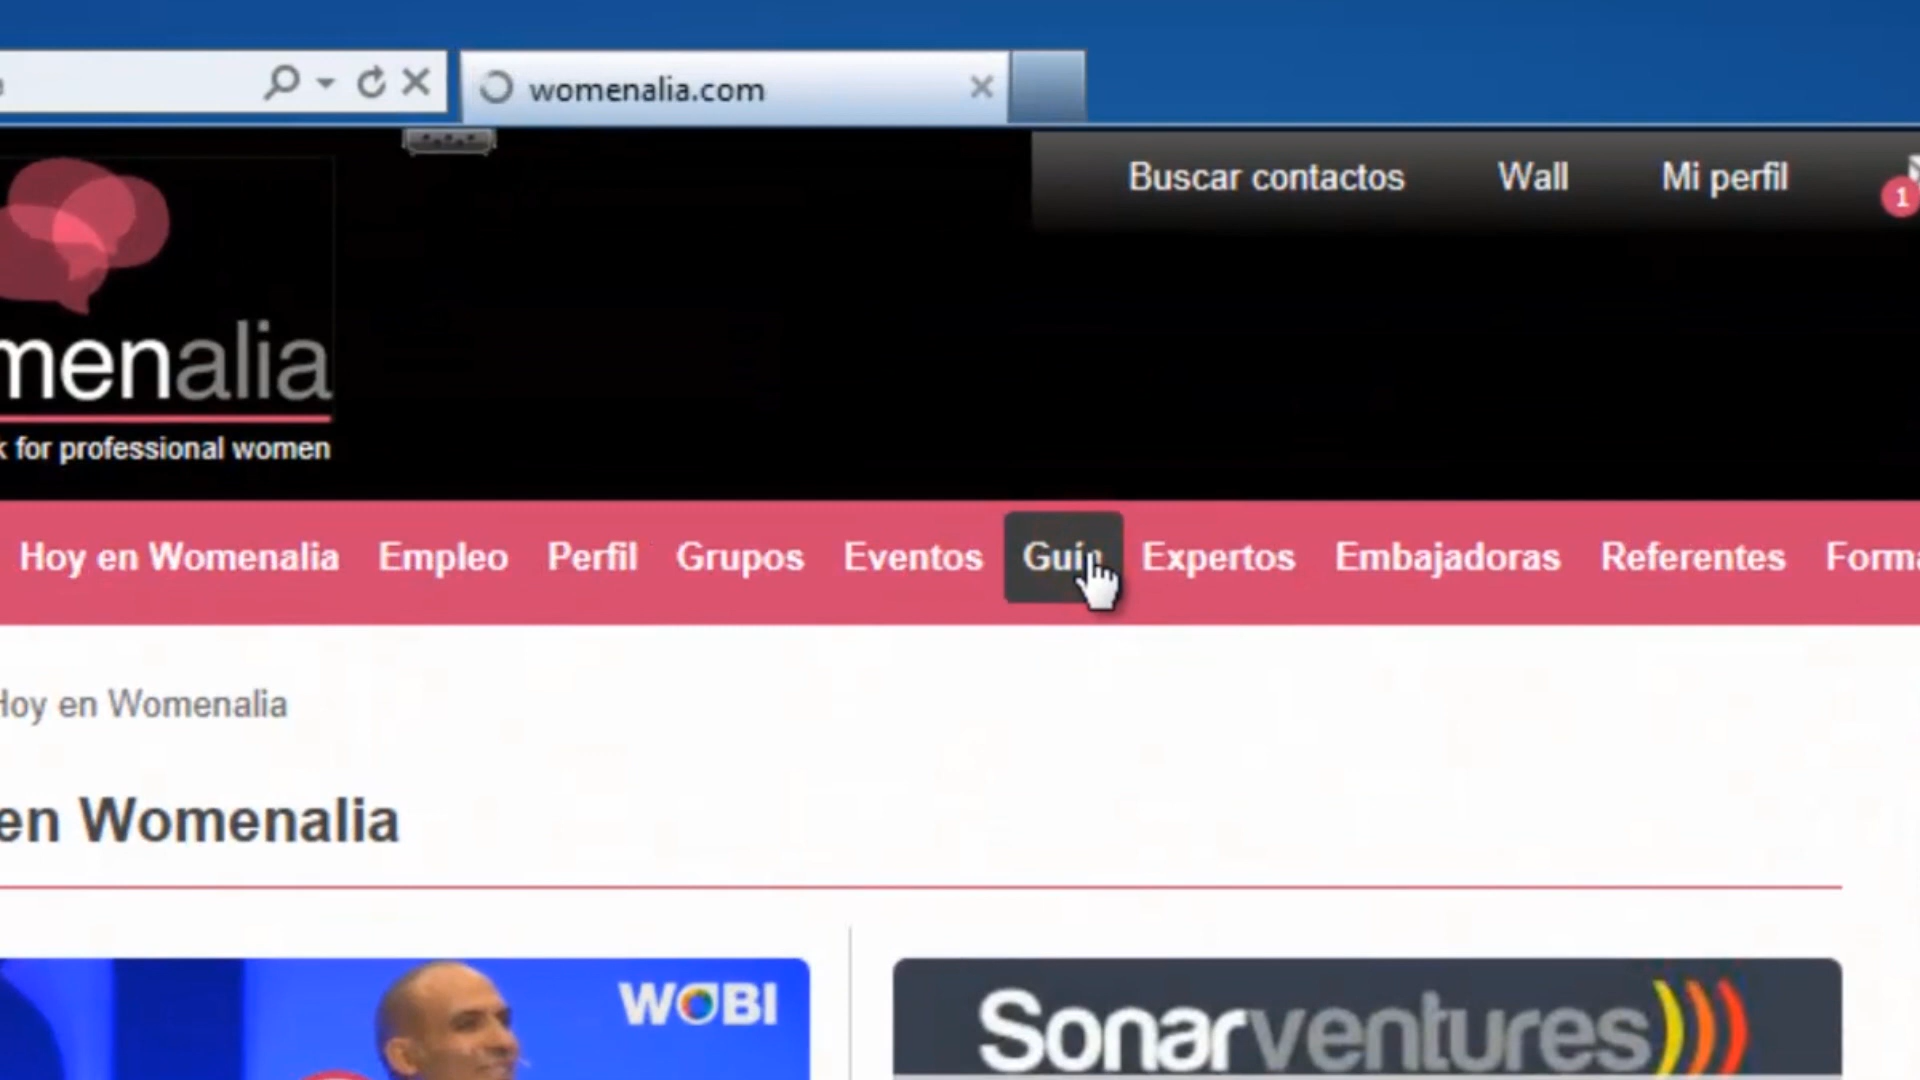 womenalia.com
Buscar contactos Wall Mi perfil
1
menalia
for professional women
Hoy en Womenalia Empleo Perfil Grupos Eventos Expertos Embajadoras Referentes Forma
Hoy en Womenalia
en Womenalia
WOBI
Sonarventures